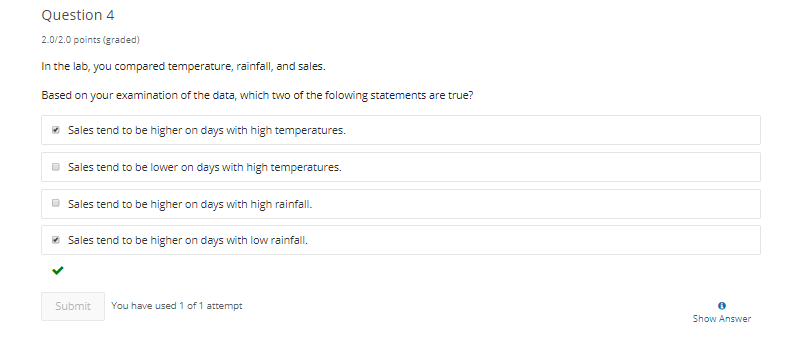 Question 4
2.0/2.0 points (graded)
In the lab, you compared temperature, rainfall, and sales.
Based on your examination of the data, which two of the folowing statements are true?
Sales tend to be higher on days with high temperatures.
Sales tend to be lower on days with high temperatures.
Sales tend to be higher on days with high rainfall.
Sales tend to be higher on days with low rainfall.
Submit You have used 1 of 1 attempt
Show Answer